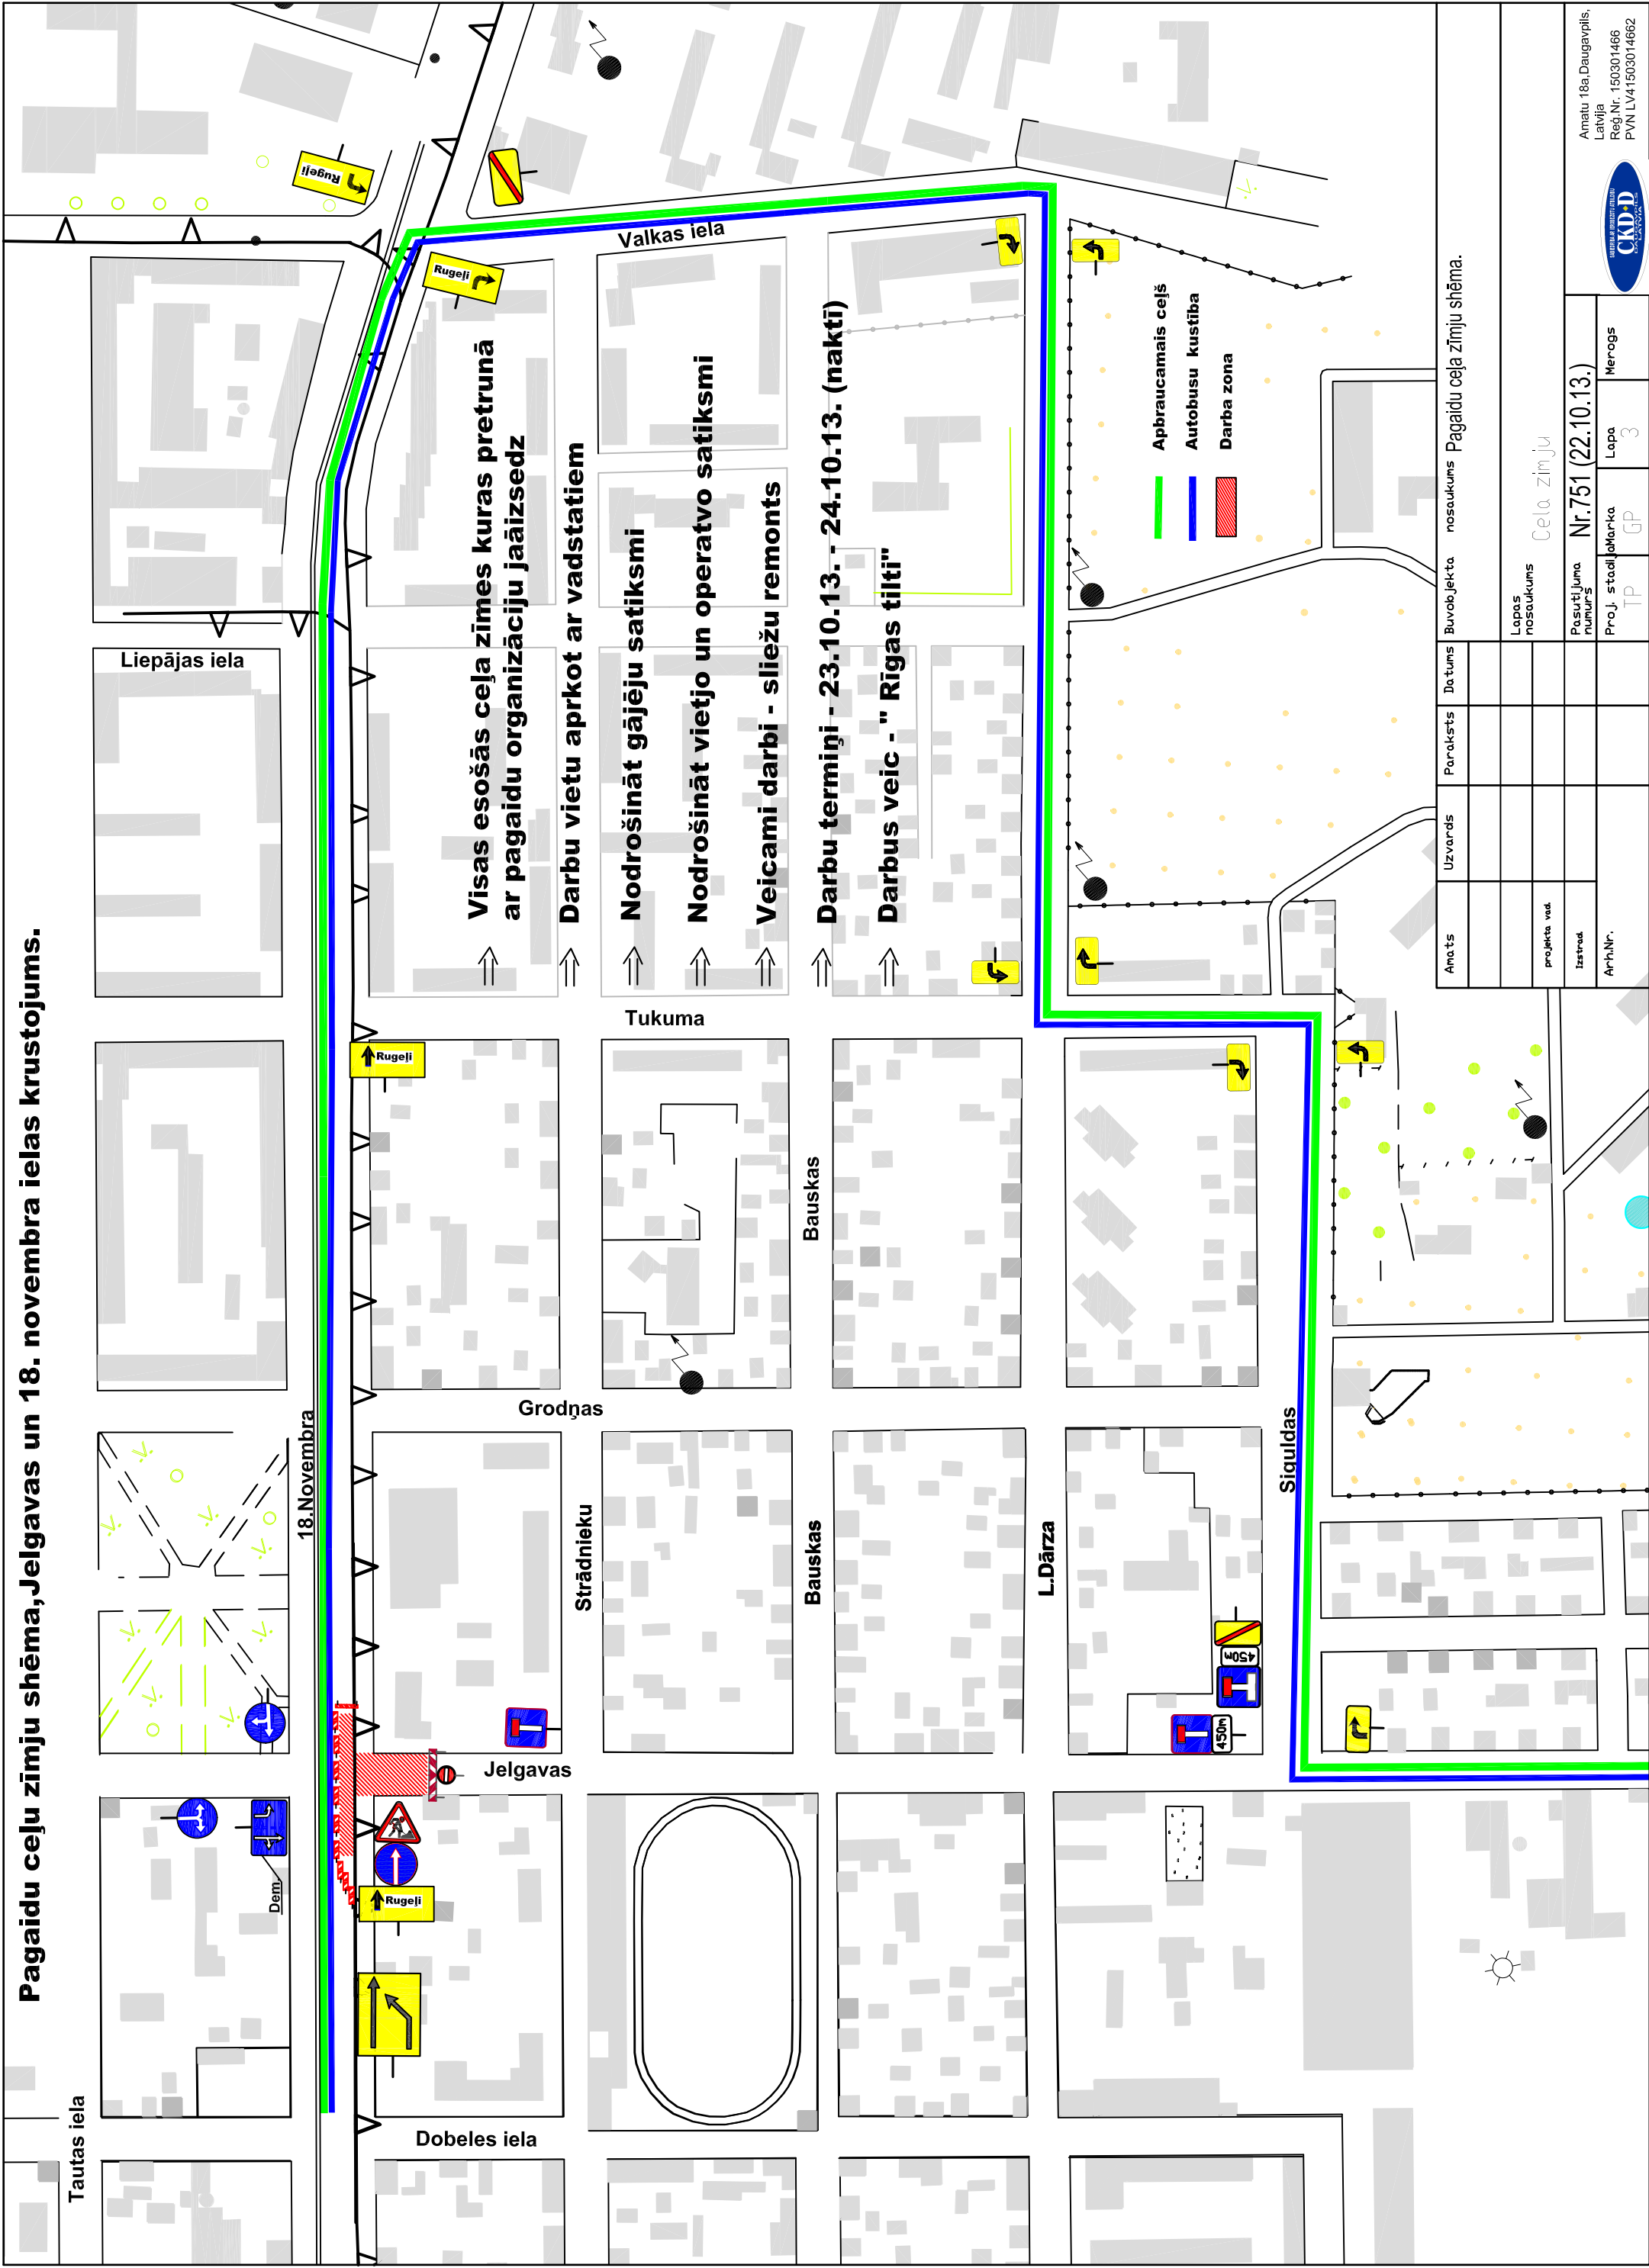 Pagaidu ceļu zīmju shēma,Jelgavas un 18. novembra ielas krustojums.
Tautas iela
Dobeles iela
18.Novembra
Liepājas iela
Valkas iela
Tukuma
Grodņas
Strādnieku
Bauskas
Bauskas
L.Dārza
Siguldas
Jelgavas
Dem.
Rugeļi
Rugeļi
Rugeļi
Rugeļi
450m
450m
Visas esošās ceļa zīmes kuras pretrunā
ar pagaidu organizāciju jaāizsedz
Darbu vietu aprkot ar vadstatiem
Nodrošināt gājēju satiksmi
Nodrošināt vietjo un operatvo satiksmi
Veicami darbi - sliežu remonts
Darbu termiņi - 23.10.13. - 24.10.13. (naktī)
Darbus veic - " Rīgas tilti"
Apbraucamais ceļš
Autobusu kustība
Darba zona
Amats
Uzvards
Paraksts
Datums
projekta vad.
Izstrad.
Arh.Nr.
Buvobjekta nosaukums
Pagaidu ceļa zīmju shēma.
Lapas
nosaukums
Cela zimju
Pasutijuma
numurs
Nr.751 (22.10.13.)
Proj. stadija
TP
Marka
GP
Lapa
3
Merogs
CKD D
DAUGAVPILS
LATVIA
Amatu 18a,Daugavpils,
Latvija
Reģ.Nr. 150301466
PVN LV41503014662